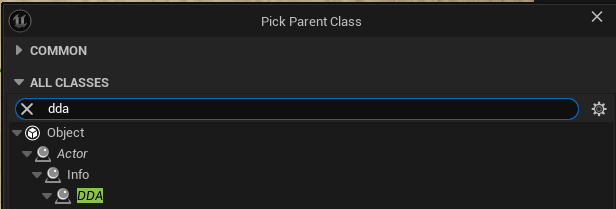 Pick Parent Class
COMMON
ALL CLASSES
dda
Object
Actor
Info
DDA